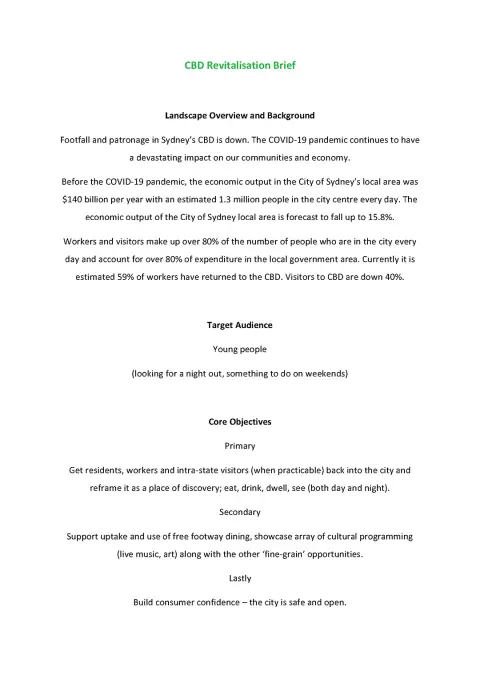 CBD Revitalisation Brief
Landscape Overview and Background
Footfall and patronage in Sydney's CBD is down. The COVID-19 pandemic continues to have
a devastating impact on our communities and economy.
Before the COVID-19 pandemic, the economic output in the City of Sydney's local area was
$140 billion per year with an estimated 1.3 million people in the city centre every day. The
economic output of the City of Sydney local area is forecast to fall up to 15.8%.
Workers and visitors make up over 80% of the number of people who are in the city every
day and account for over 80% of expenditure in the local government area. Currently it is
estimated 59% of workers have returned to the CBD. Visitors to CBD are down 40%.
Target Audience
Young people
(looking for a night out, something to do on weekends)
Core Objectives
Primary
Get residents, workers and intra-state visitors (when practicable) back into the city and
reframe it as a place of discovery; eat, drink, dwell, see (both day and night).
Secondary
Support uptake and use of free footway dining, showcase array of cultural programming
(live music, art) along with the other 'fine-grain' opportunities.
Lastly
Build consumer confidence – the city is safe and open.